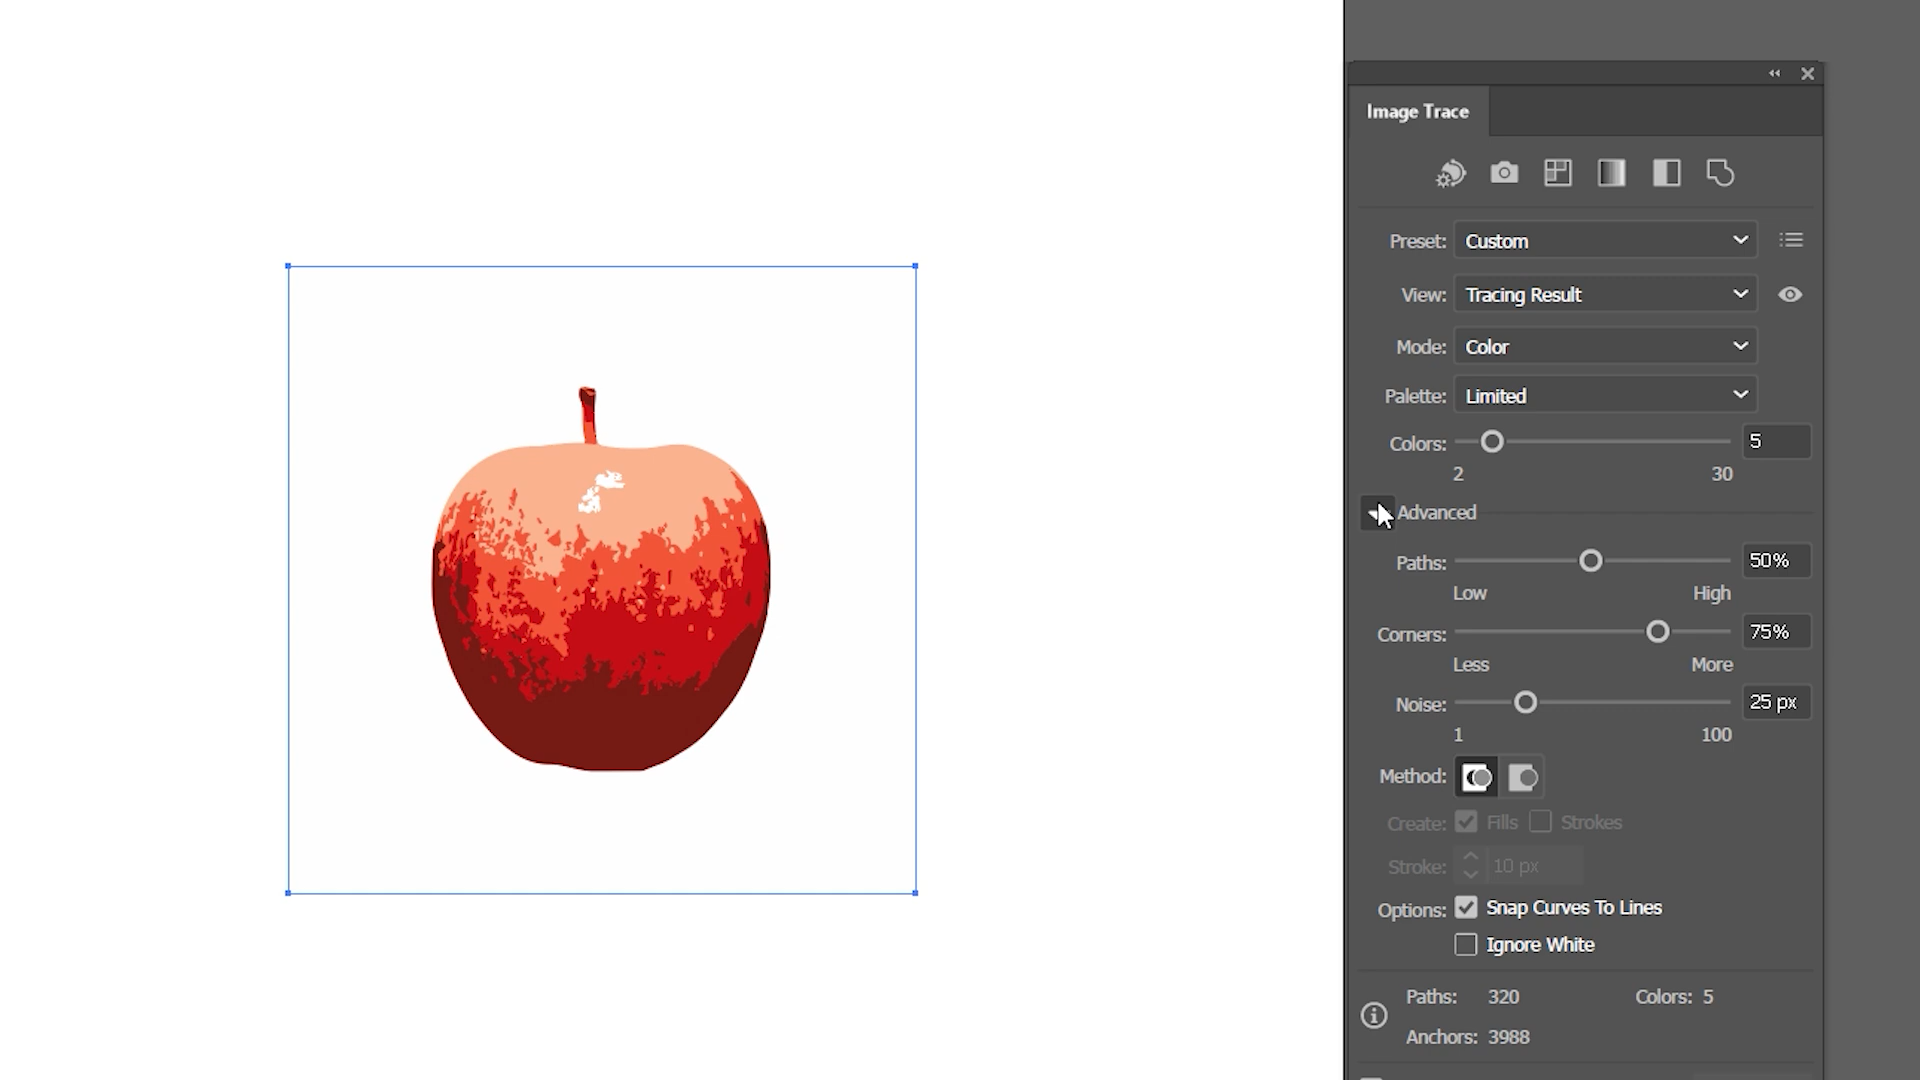 Image Trace
Preset: Custom
View: Tracing Result
Mode: Color
Palette: Limited
Colors: 5
2 30
Advanced
Paths: 50%
Low High
Corners: 75%
Less More
Noise: 25 px
1 100
Method:
Create: Fills Strokes
Stroke: 10 px
Options: Snap Curves To Lines
Ignore White
Paths: 320 Colors: 5
Anchors: 3988